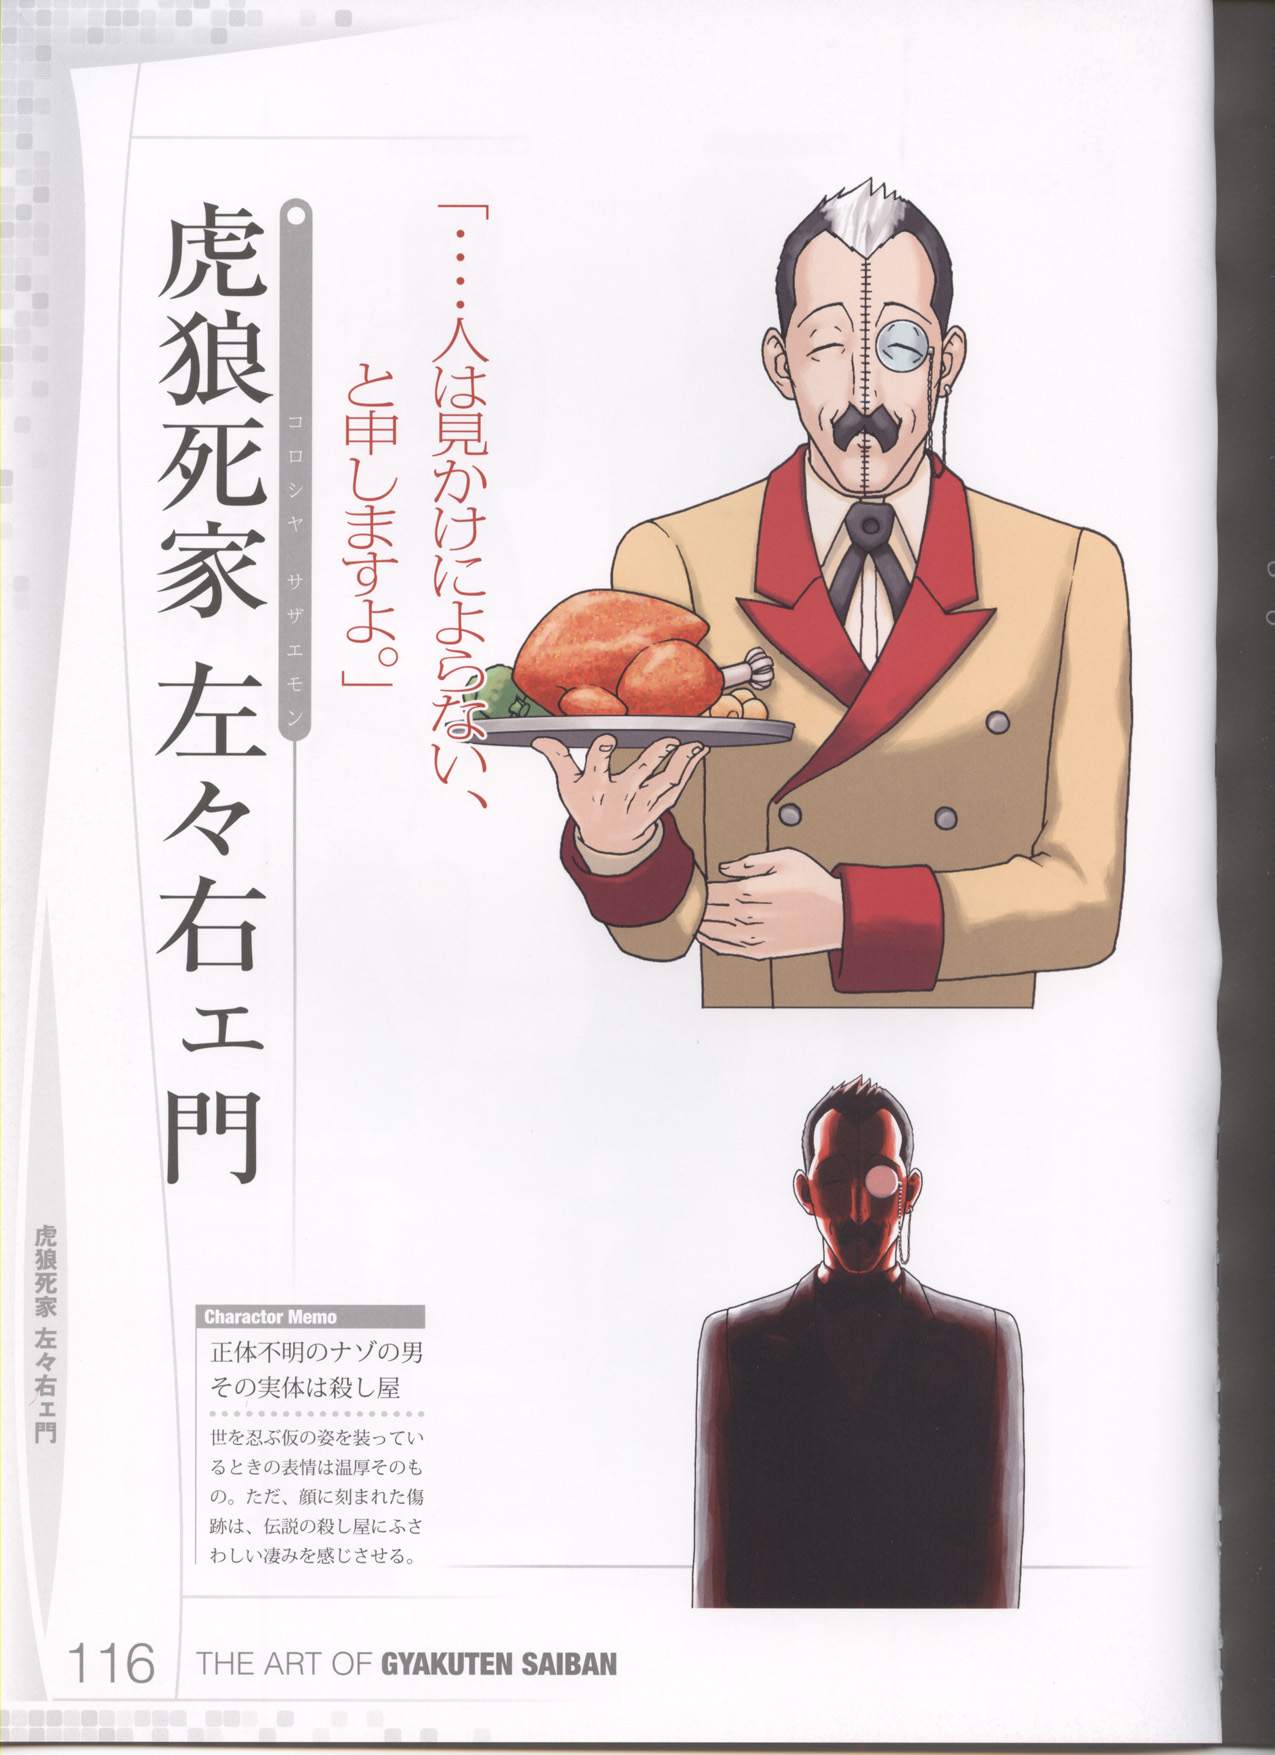 虎狼死家 左々右ェ門
コロシヤ サザエモン
「‥‥‥人は見かけによらない、
と申しますよ。」
虎狼死家 左々右ェ門
Charactor Memo
正体不明のナゾの男
その実体は殺し屋
世を忍ぶ仮の姿を装ってい
るときの表情は温厚そのも
の。ただ、顔に刻まれた傷
跡は、伝説の殺し屋にふさ
わしい凄みを感じさせる。
116 THE ART OF GYAKUTEN SAIBAN